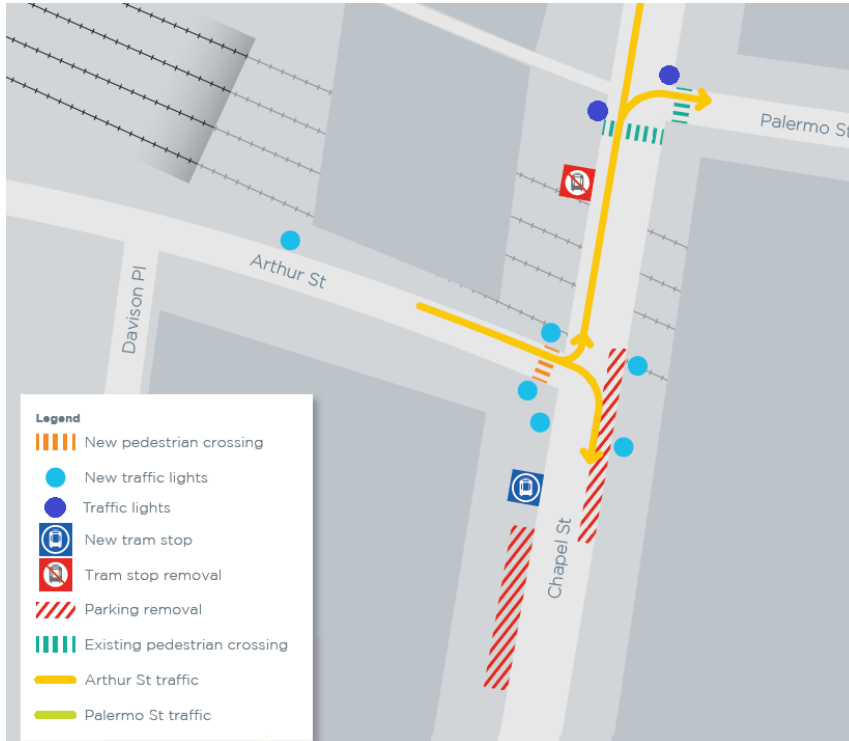 Palermo St
Arthur St
Davison Pl
Chapel St
Legend
New pedestrian crossing
New traffic lights
Traffic lights
New tram stop
Tram stop removal
Parking removal
Existing pedestrian crossing
Arthur St traffic
Palermo St traffic